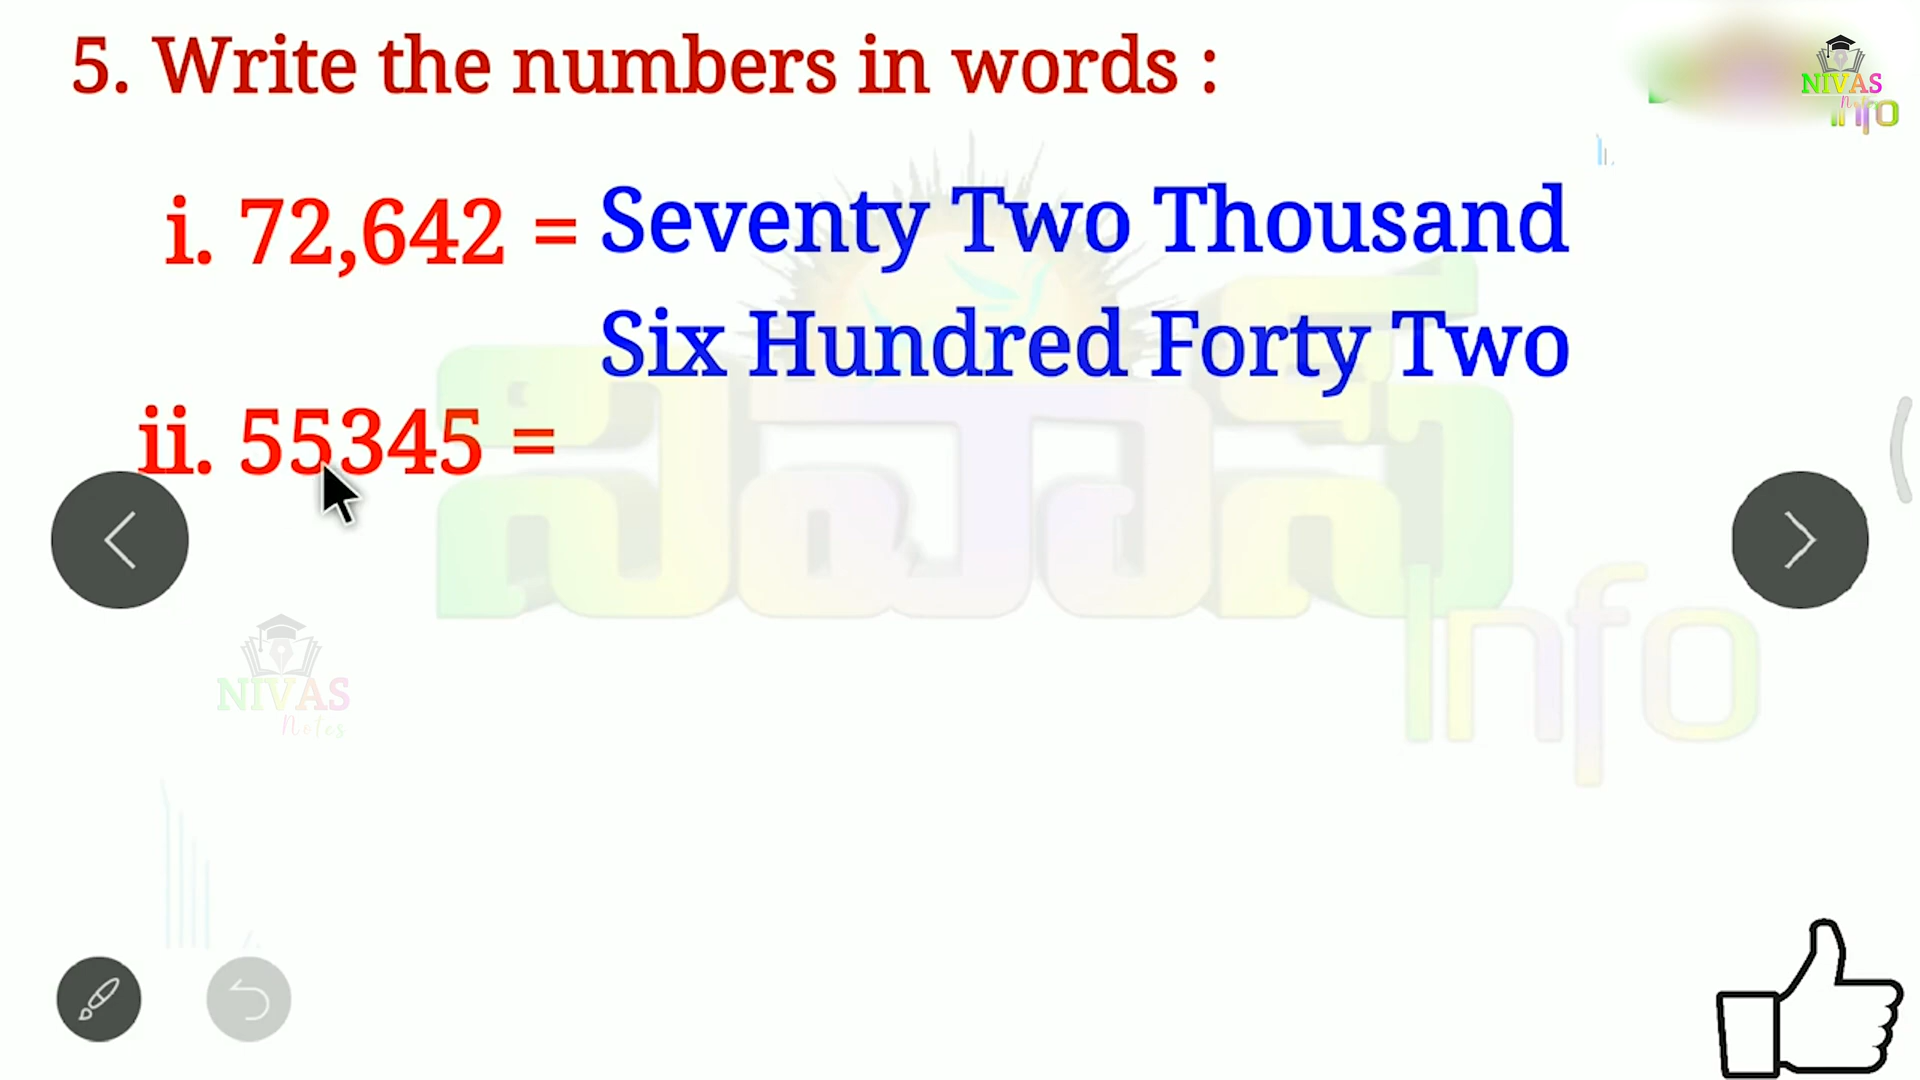 5. Write the numbers in words :
NIVAS
n
info
i. 72,642 = Seventy Two Thousand
Six Hundred Forty Two
ii. 55345 =
ನಿವಾಸ್
info
NIVAS
Notes